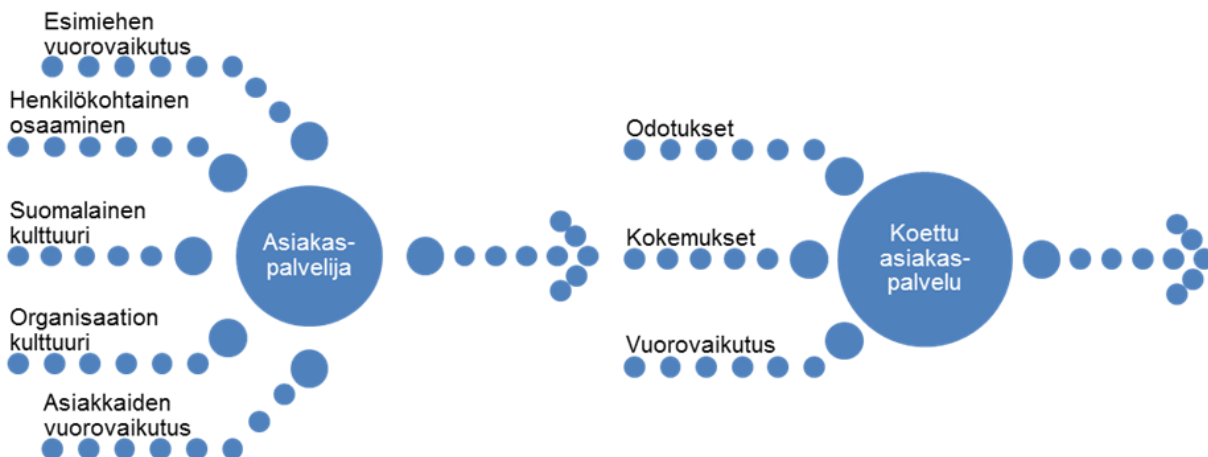 Esimiehen
vuorovaikutus
Henkilökohtainen
osaaminen
Suomalainen
kulttuuri
Organisaation
kulttuuri
Asiakkaiden
vuorovaikutus
Asiakas-
palvelija
Odotukset
Kokemukset
Vuorovaikutus
Koettu
asiakas-
palvelu